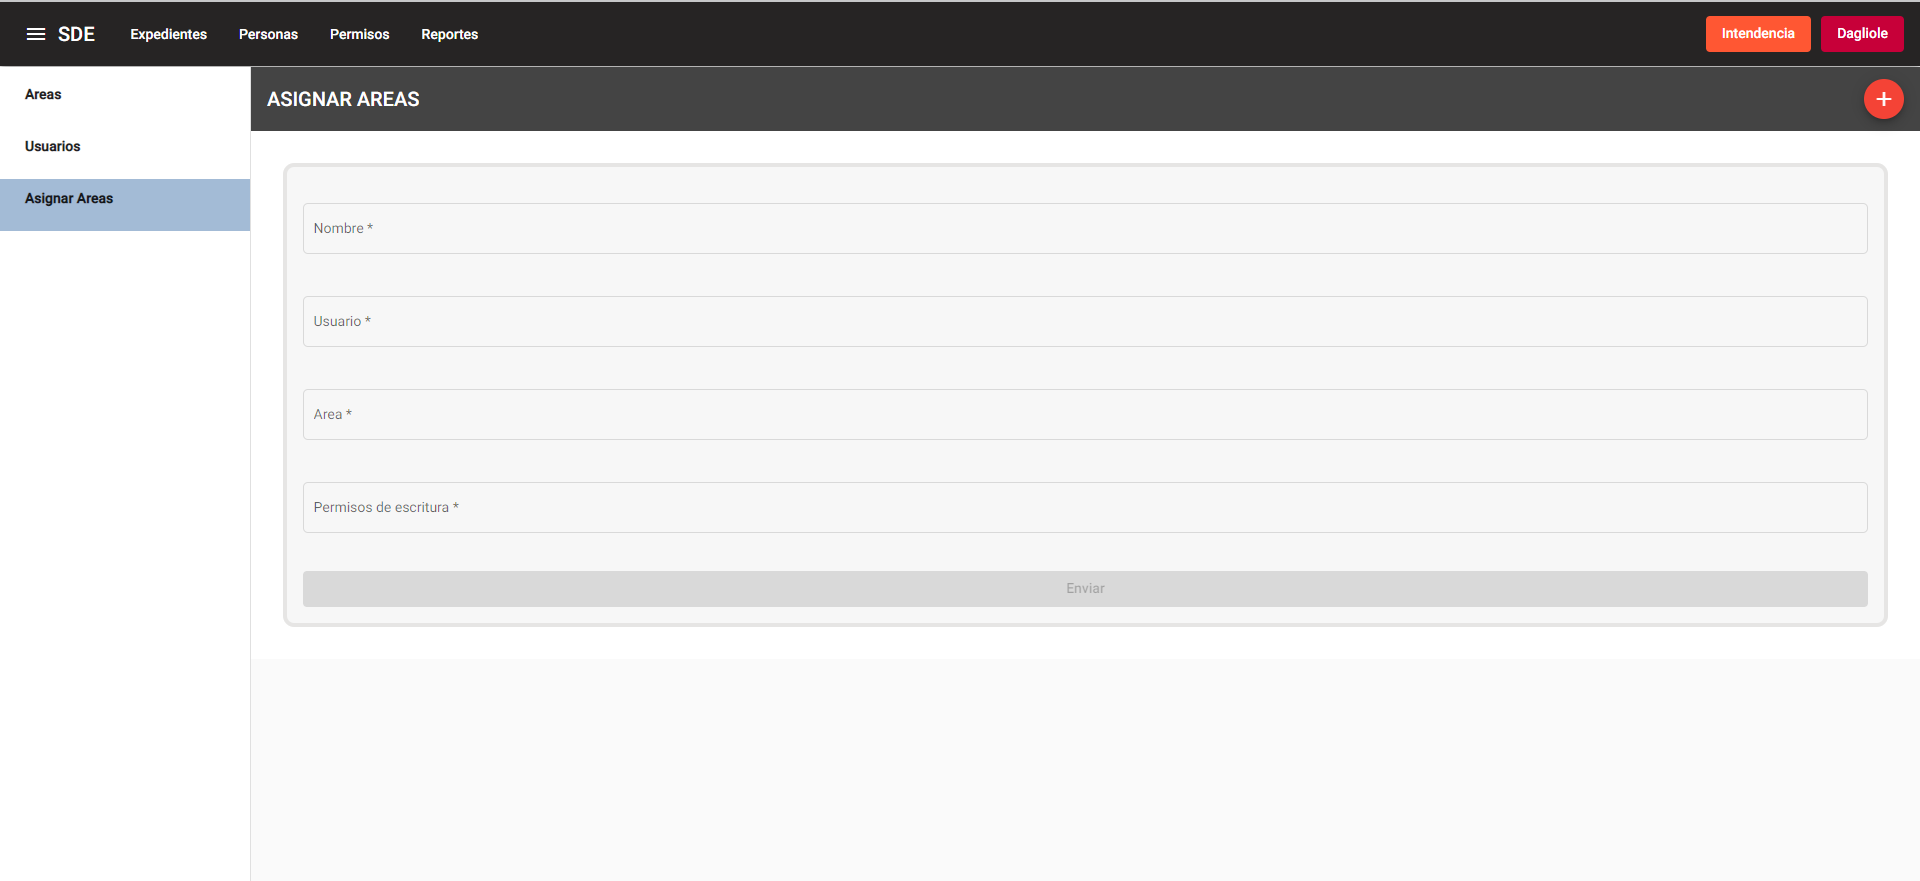 SDE Expedientes Personas Permisos Reportes Intendencia Dagliole
Areas
Usuarios
Asignar Areas
ASIGNAR AREAS
Nombre *
Usuario *
Area *
Permisos de escritura *
Enviar